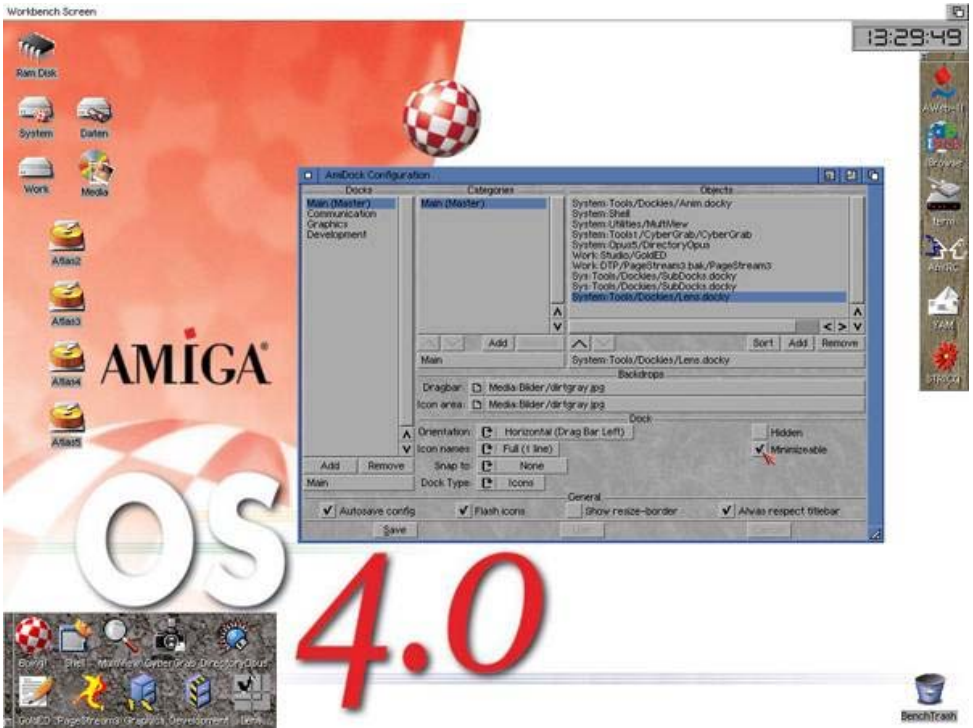 Workbench Screen
13:29:49
Ram Disk
System
Daten
Work
Media
Atlas2
Atlas3
Atlas4
Atlas5
AMIGA®
OS 4.0
AmiDock Configuration
Docks
Main (Master)
Communication
Graphics
Development
Add
Remove
Main
Categories
Main (Master)
Add
Main
Objects
System:Tools/Dockies/Anim.docky
System:Shell
System:Utilities/MultiView
System:Tools1/CyberGrab/CyberGrab
System:Opus5/DirectoryOpus
Work:Studio/GoldED
Work:DTP/PageStream3.bak/PageStream3
Sys:Tools/Dockies/SubDocks.docky
Sys:Tools/Dockies/SubDocks.docky
System:Tools/Dockies/Lens.docky
Sort
Add
Remove
System:Tools/Dockies/Lens.docky
Backdrops
Dragbar:
Media:Bilder/dirtgray.jpg
Icon area:
Media:Bilder/dirtgray.jpg
Dock
Orientation:
Horizontal (Drag Bar Left)
Hidden
Icon names:
Full (1 line)
Minimizeable
Snap to:
None
Dock Type:
Icons
General
Autosave config
Flash icons
Show resize-border
Alwas respect titlebar
Save
Use
Cancel
AWeb-II
IBrowse
term
AmIRC
YAM
STRICQ
Boing!
Shell
MultiView
CyberGrab
DirectoryOpus
GoldED
PageStream3
Graphics
Development
Lens
BenchTrash